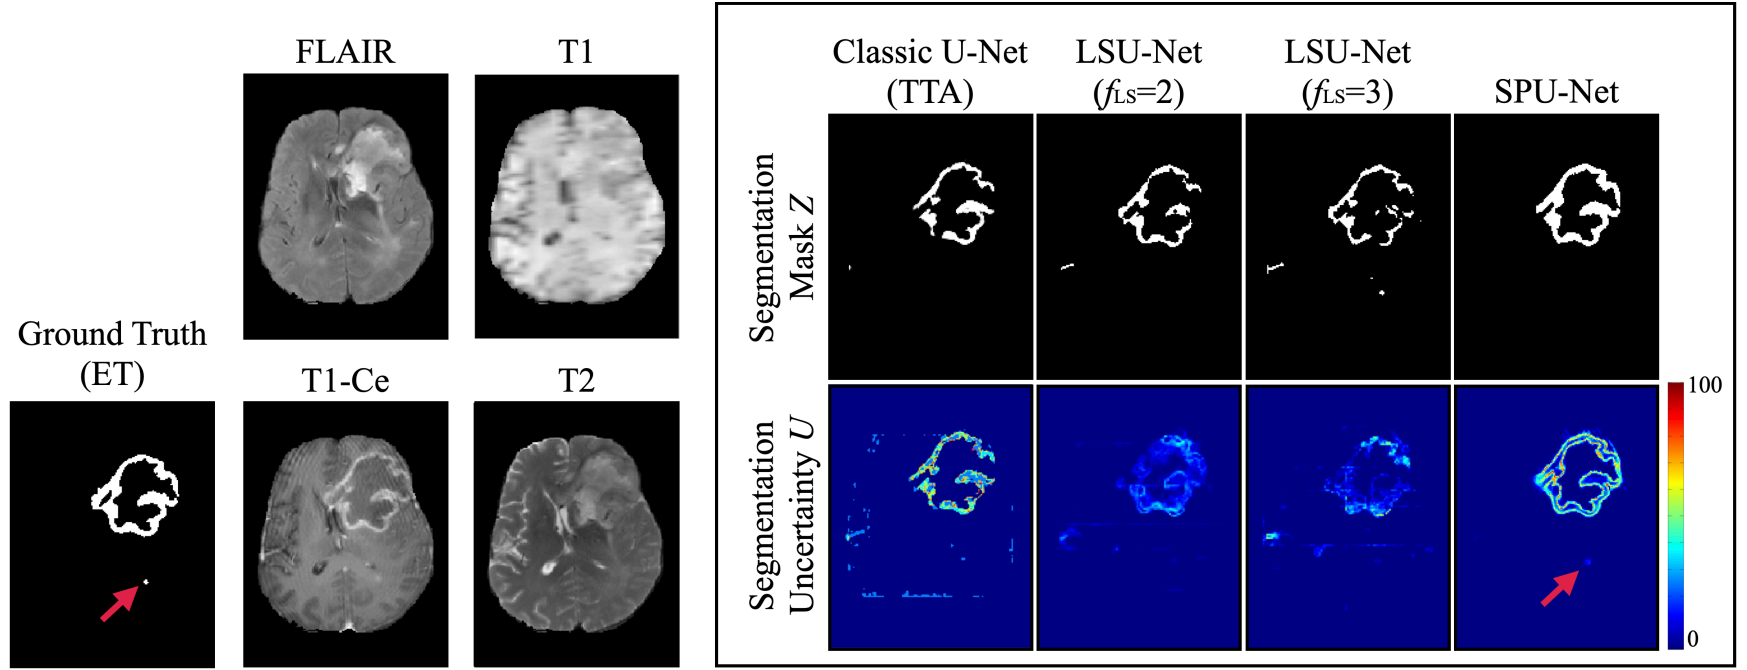 FLAIR
T1
Ground Truth
(ET)
T1-Ce
T2
Classic U-Net
(TTA)
LSU-Net
(fLS=2)
LSU-Net
(fLS=3)
SPU-Net
Segmentation
Mask Z
Segmentation
Uncertainty U
100
0